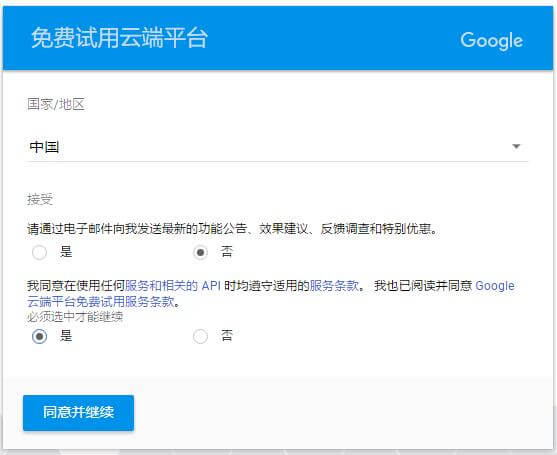 免费试用云端平台
Google
国家/地区
中国
接受
请通过电子邮件向我发送最新的功能公告、效果建议、反馈调查和特别优惠。
是 否
我同意在使用任何服务和相关的 API 时均遵守适用的服务条款。 我也已阅读并同意 Google
云端平台免费试用服务条款。
必须选中才能继续
是 否
同意并继续